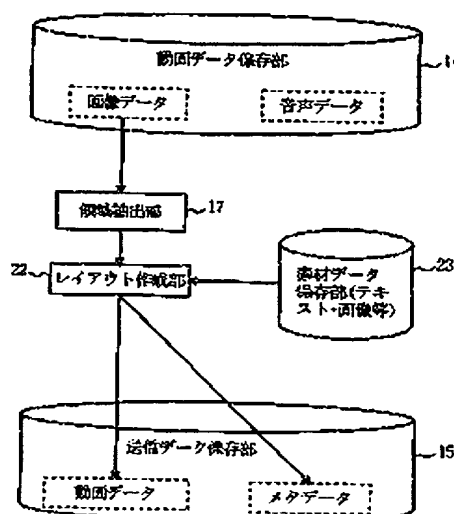 動画データ保存部
画像データ
音声データ
領域抽出部
17
22
レイアウト作成部
素材データ
保存部(テキ
スト・画像等)
23
送信データ保存部
15
動画データ
メタデータ